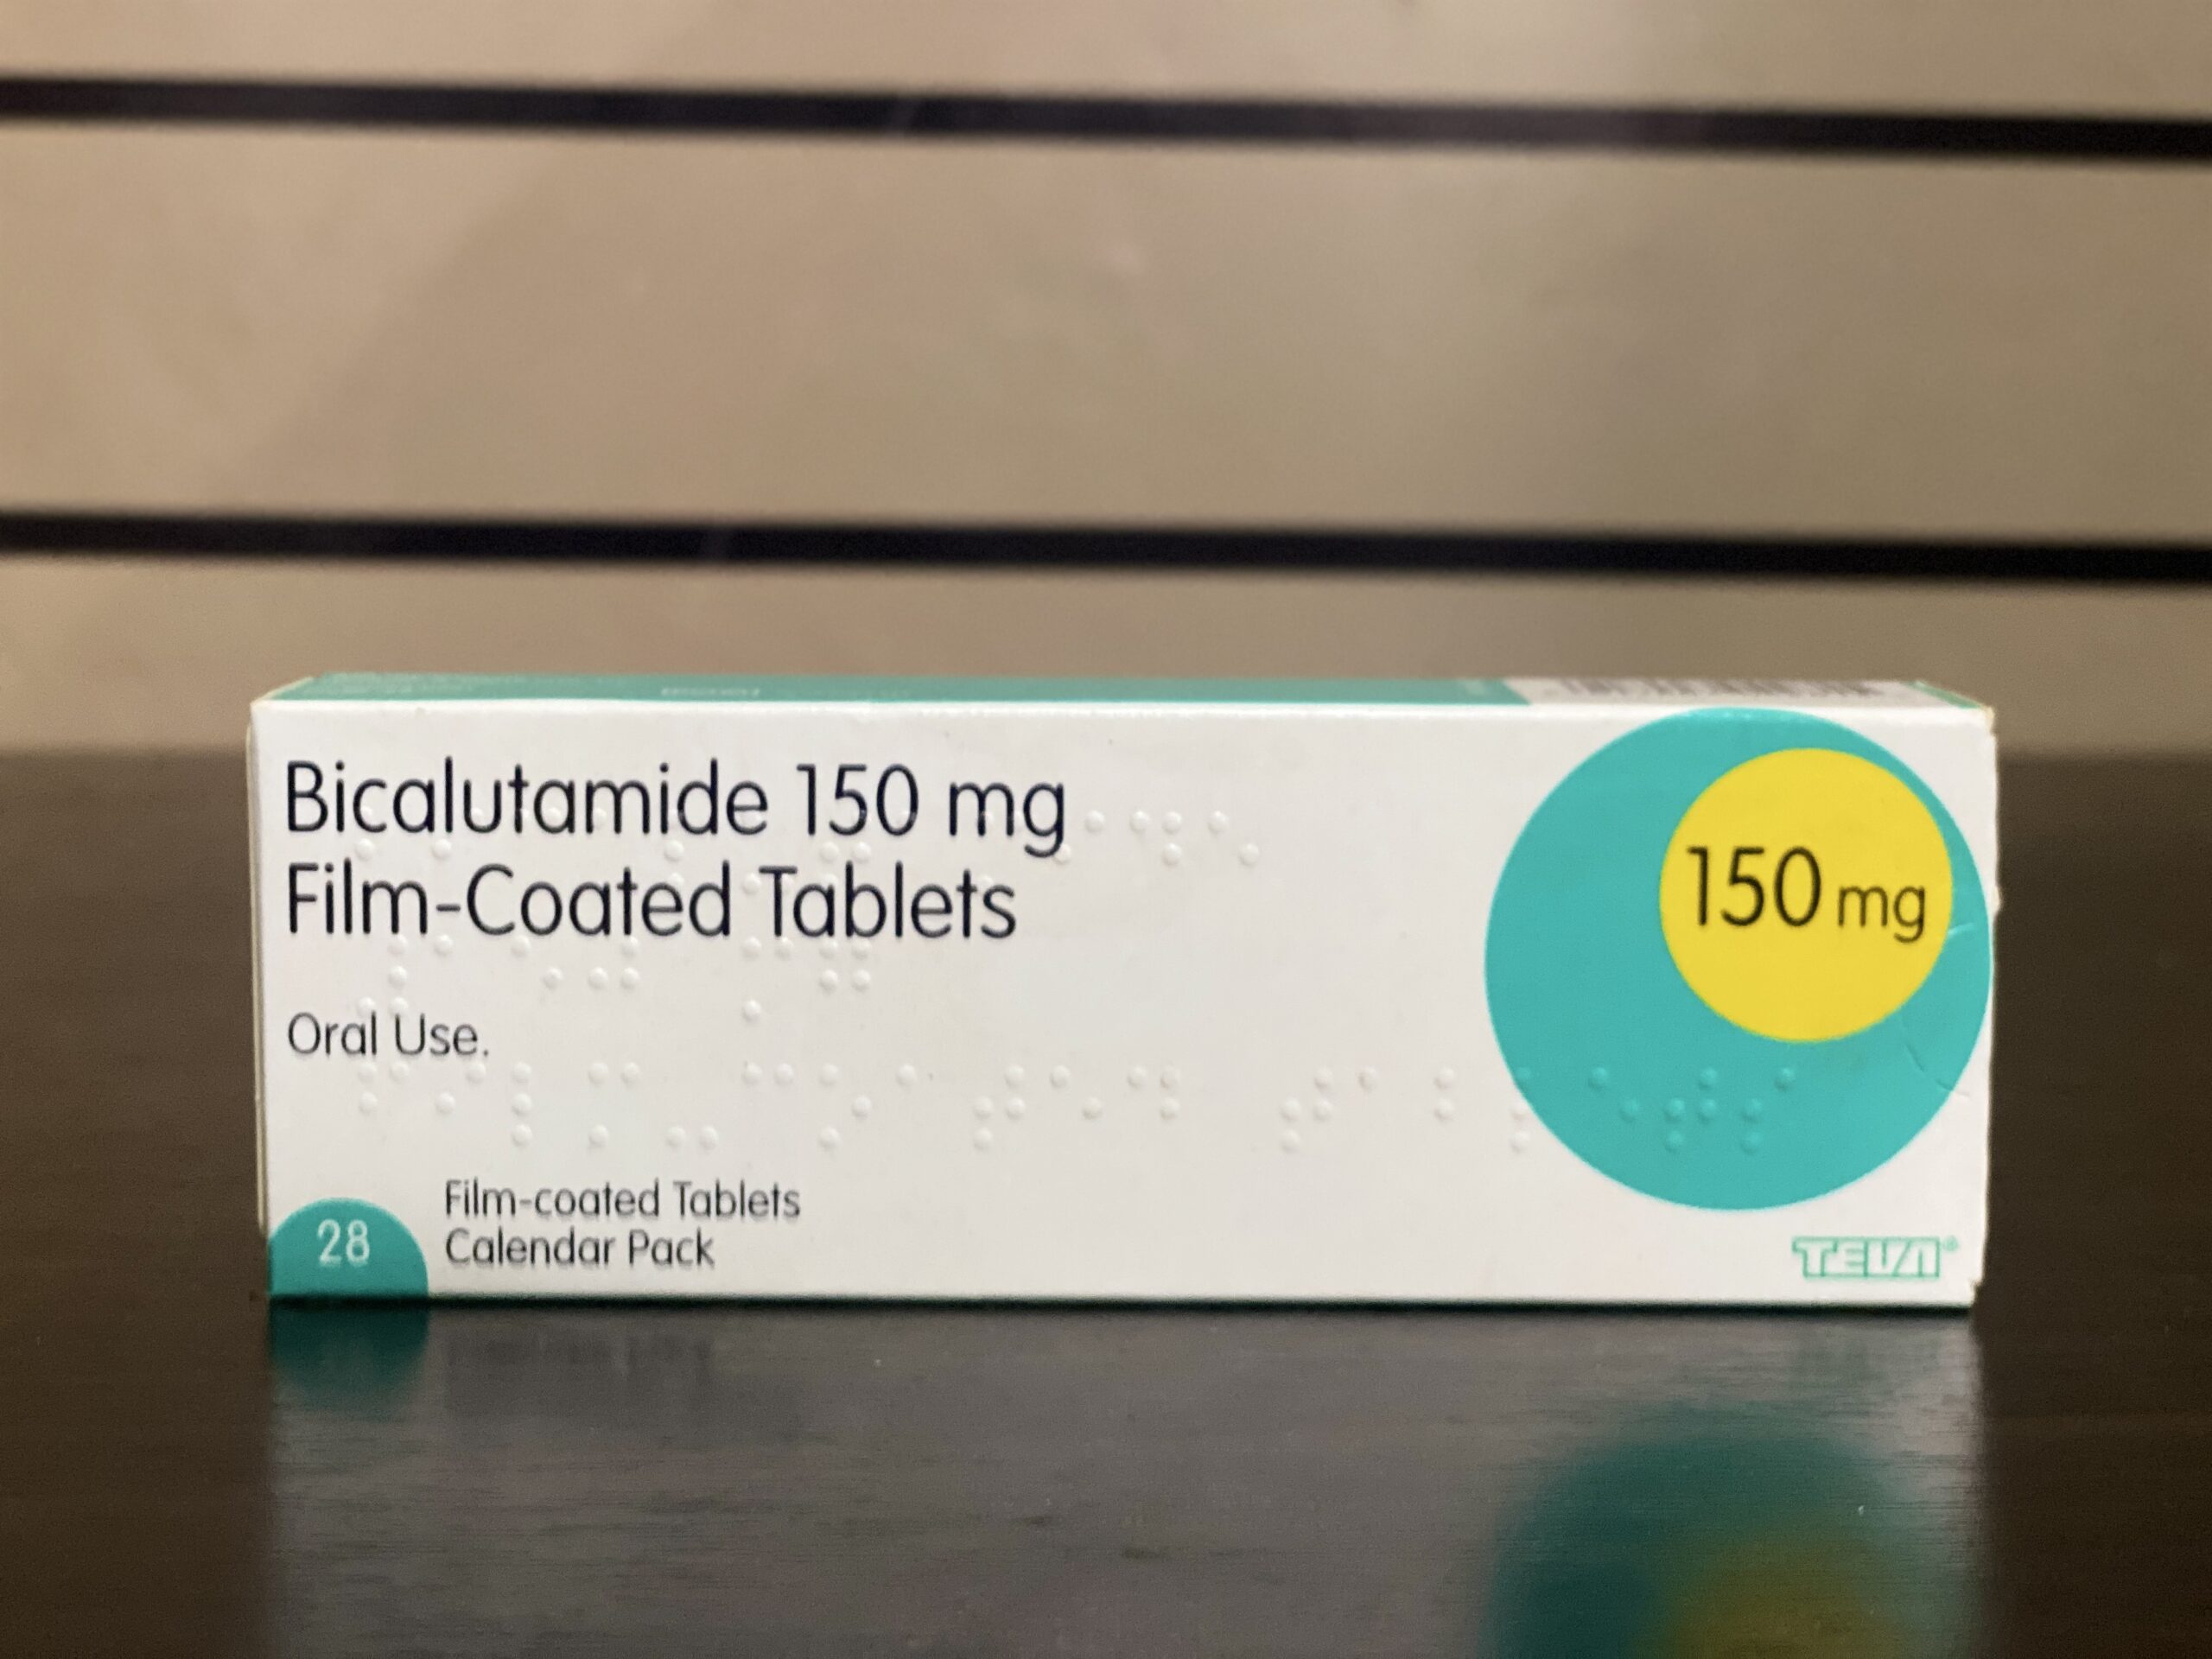 Bicalutamide 150 mg
Film-Coated Tablets
150 mg
Oral Use.
28
Film-coated Tablets
Calendar Pack
TEVA®